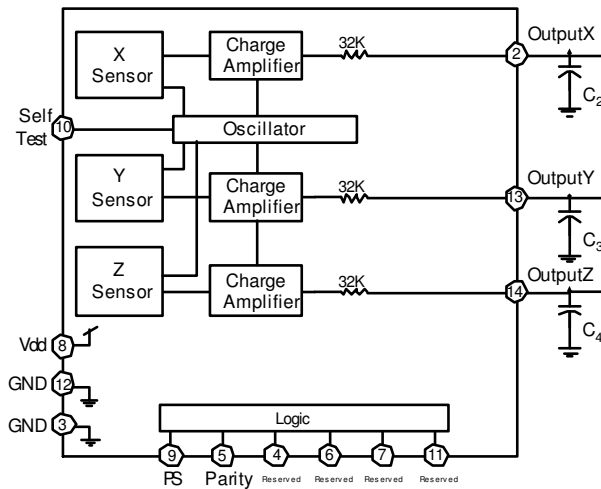 X
Sensor
Charge
Amplifier
32K
2
OutputX
C2
Self
Test
10
Oscillator
Y
Sensor
Charge
Amplifier
32K
13
OutputY
C3
Z
Sensor
Charge
Amplifier
32K
14
OutputZ
C4
Vdd
8
GND
12
GND
3
Logic
9
5
4
6
7
11
PS
Parity
Reserved
Reserved
Reserved
Reserved